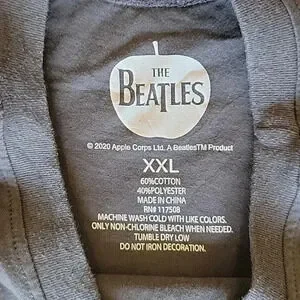 THE
BEATLES
© 2020 Apple Corps Ltd. A Beatles™ Product
XXL
60%COTTON
40%POLYESTER
MADE IN CHINA
RN# 117508
MACHINE WASH COLD WITH LIKE COLORS.
ONLY NON-CHLORINE BLEACH WHEN NEEDED.
TUMBLE DRY LOW
DO NOT IRON DECORATION.